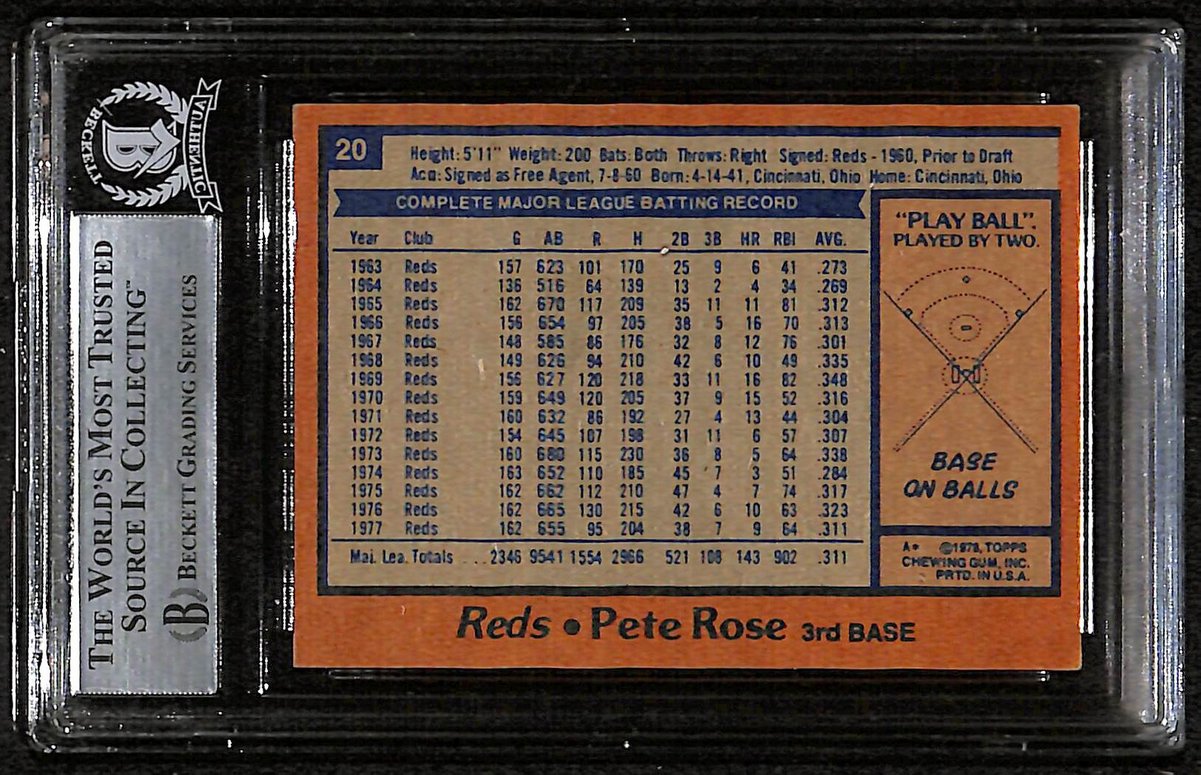 BECKETT AUTHENTIC
B
THE WORLD'S MOST TRUSTED
SOURCE IN COLLECTING™
B BECKETT GRADING SERVICES
20
Height: 5'11" Weight: 200 Bats: Both Throws: Right Signed: Reds - 1960, Prior to Draft
Acq: Signed as Free Agent, 7-8-60 Born: 4-14-41, Cincinnati, Ohio Home: Cincinnati, Ohio
COMPLETE MAJOR LEAGUE BATTING RECORD
Year Club G AB R H 2B 3B HR RBI AVG.
1963 Reds 157 623 101 170 25 9 6 41 .273
1964 Reds 136 516 64 139 13 2 4 34 .269
1965 Reds 162 670 117 209 35 11 11 81 .312
1966 Reds 156 654 97 205 38 5 16 70 .313
1967 Reds 148 585 86 176 32 8 12 76 .301
1968 Reds 149 626 94 210 42 6 10 49 .335
1969 Reds 156 627 120 218 33 11 16 82 .348
1970 Reds 159 649 120 205 37 9 15 52 .316
1971 Reds 160 632 86 192 27 4 13 44 .304
1972 Reds 154 645 107 198 31 11 6 57 .307
1973 Reds 160 680 115 230 36 8 5 64 .338
1974 Reds 163 652 110 185 45 7 3 51 .284
1975 Reds 162 662 112 210 47 4 7 74 .317
1976 Reds 162 665 130 215 42 6 10 63 .323
1977 Reds 162 655 95 204 38 7 9 64 .311
Maj. Lea. Totals ... 2346 9541 1554 2966 521 108 143 902 .311
"PLAY BALL".
PLAYED BY TWO.
BASE
ON BALLS
A* ©1978, TOPPS
CHEWING GUM, INC.
PRTD. IN U.S.A.
Reds • Pete Rose 3rd BASE